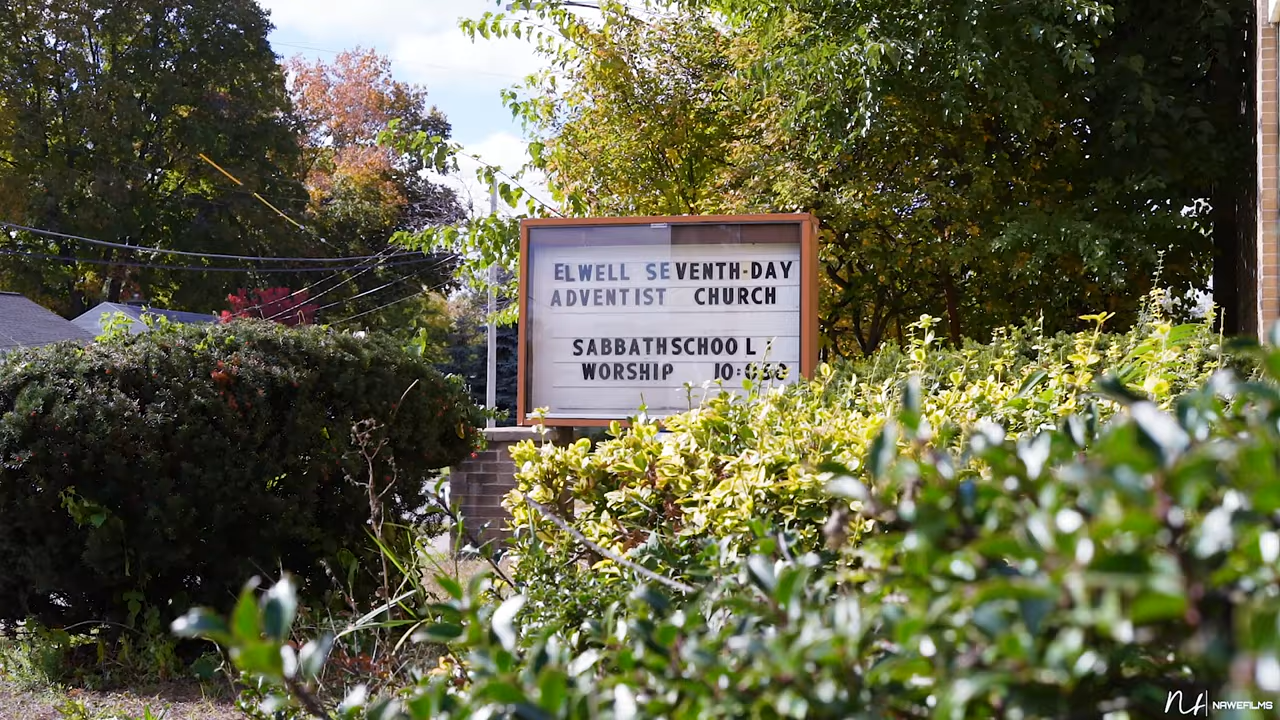 ELWELL SEVENTH-DAY
ADVENTIST CHURCH
SABBATHSCHOOL :
WORSHIP
NAWEFILMS